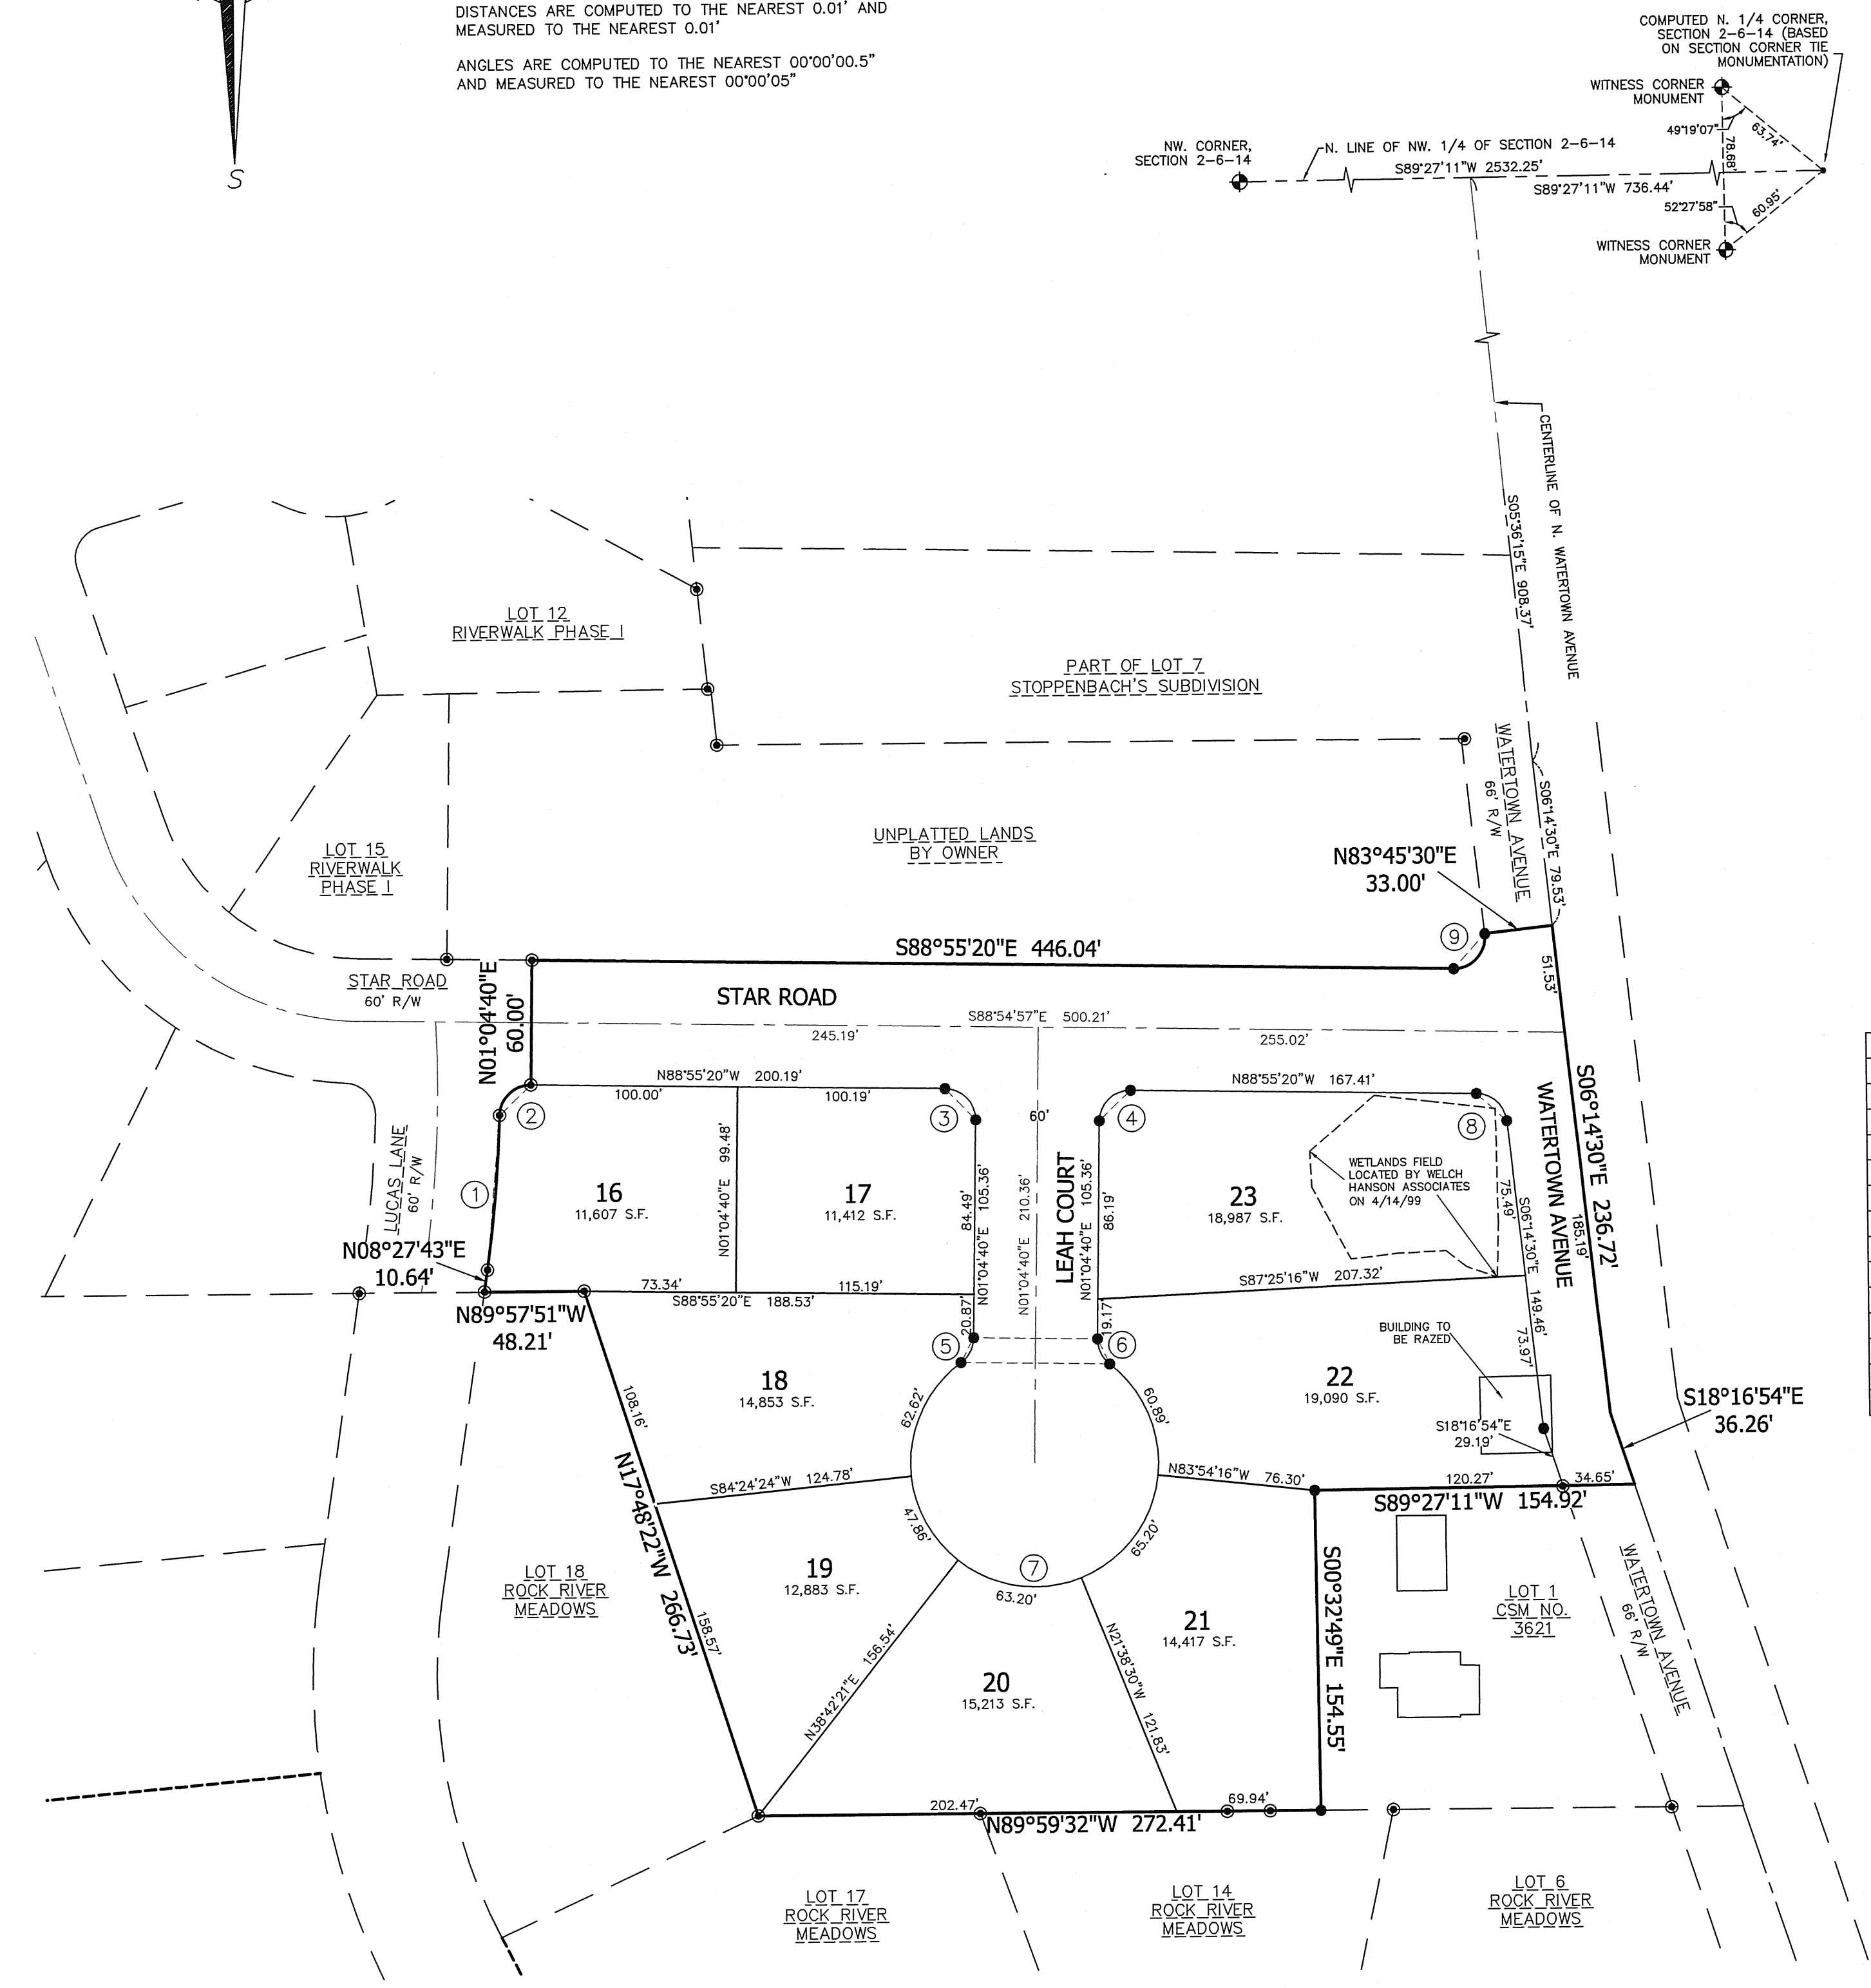 DISTANCES ARE COMPUTED TO THE NEAREST 0.01' AND
MEASURED TO THE NEAREST 0.01'
ANGLES ARE COMPUTED TO THE NEAREST 00°00'00.5"
AND MEASURED TO THE NEAREST 00°00'05"
S
COMPUTED N. 1/4 CORNER,
SECTION 2-6-14 (BASED
ON SECTION CORNER TIE
MONUMENTATION)
WITNESS CORNER
MONUMENT
49°19'07"
63.74'
78.68'
NW. CORNER,
SECTION 2-6-14
N. LINE OF NW. 1/4 OF SECTION 2-6-14
S89°27'11"W 2532.25'
S89°27'11"W 736.44'
52°27'58"
60.95'
WITNESS CORNER
MONUMENT
CENTERLINE OF N. WATERTOWN AVENUE
S05°36'15"E 908.37'
LOT 12
RIVERWALK PHASE I
PART OF LOT 7
STOPPENBACH'S SUBDIVISION
WATERTOWN AVENUE
66' R/W
S06°14'30"E 79.53'
UNPLATTED LANDS
BY OWNER
LOT 15
RIVERWALK
PHASE I
N83°45'30"E
33.00'
9
S88°55'20"E 446.04'
51.53'
STAR ROAD
60' R/W
N01°04'40"E
60.00'
STAR ROAD
S88°54'57"E 500.21'
245.19'
255.02'
N88°55'20"W 200.19'
100.00'
100.19'
N88°55'20"W 167.41'
2
3
60'
4
8
S06°14'30"E 236.72'
185.19'
WATERTOWN AVENUE
LUCAS LANE
60' R/W
1
16
11,607 S.F.
N01°04'40"E 99.48'
17
11,412 S.F.
84.49'
N01°04'40"E 105.36'
N01°04'40"E 210.36'
LEAH COURT
N01°04'40"E 105.36'
86.19'
23
18,987 S.F.
WETLANDS FIELD
LOCATED BY WELCH
HANSON ASSOCIATES
ON 4/14/99
75.49'
S06°14'30"E
149.46'
N08°27'43"E
10.64'
N89°57'51"W
48.21'
73.34'
115.19'
S88°55'20"E 188.53'
S87°25'16"W 207.32'
20.87'
19.17'
5
6
73.97'
BUILDING TO
BE RAZED
18
14,853 S.F.
108.16'
62.62'
60.89'
22
19,090 S.F.
S18°16'54"E
36.26'
S18°16'54"E
29.19'
S84°24'24"W 124.78'
N83°54'16"W 76.30'
120.27'
34.65'
S89°27'11"W 154.92'
N17°48'22"W 266.73'
158.57'
47.86'
65.20'
7
63.20'
19
12,883 S.F.
LOT 18
ROCK RIVER
MEADOWS
N38°42'21"E 156.54'
20
15,213 S.F.
N21°38'30"W 121.83'
21
14,417 S.F.
S00°32'49"E 154.55'
LOT 1
CSM NO.
3621
WATERTOWN AVENUE
66' R/W
202.47'
69.94'
N89°59'32"W 272.41'
LOT 17
ROCK RIVER
MEADOWS
LOT 14
ROCK RIVER
MEADOWS
LOT 6
ROCK RIVER
MEADOWS